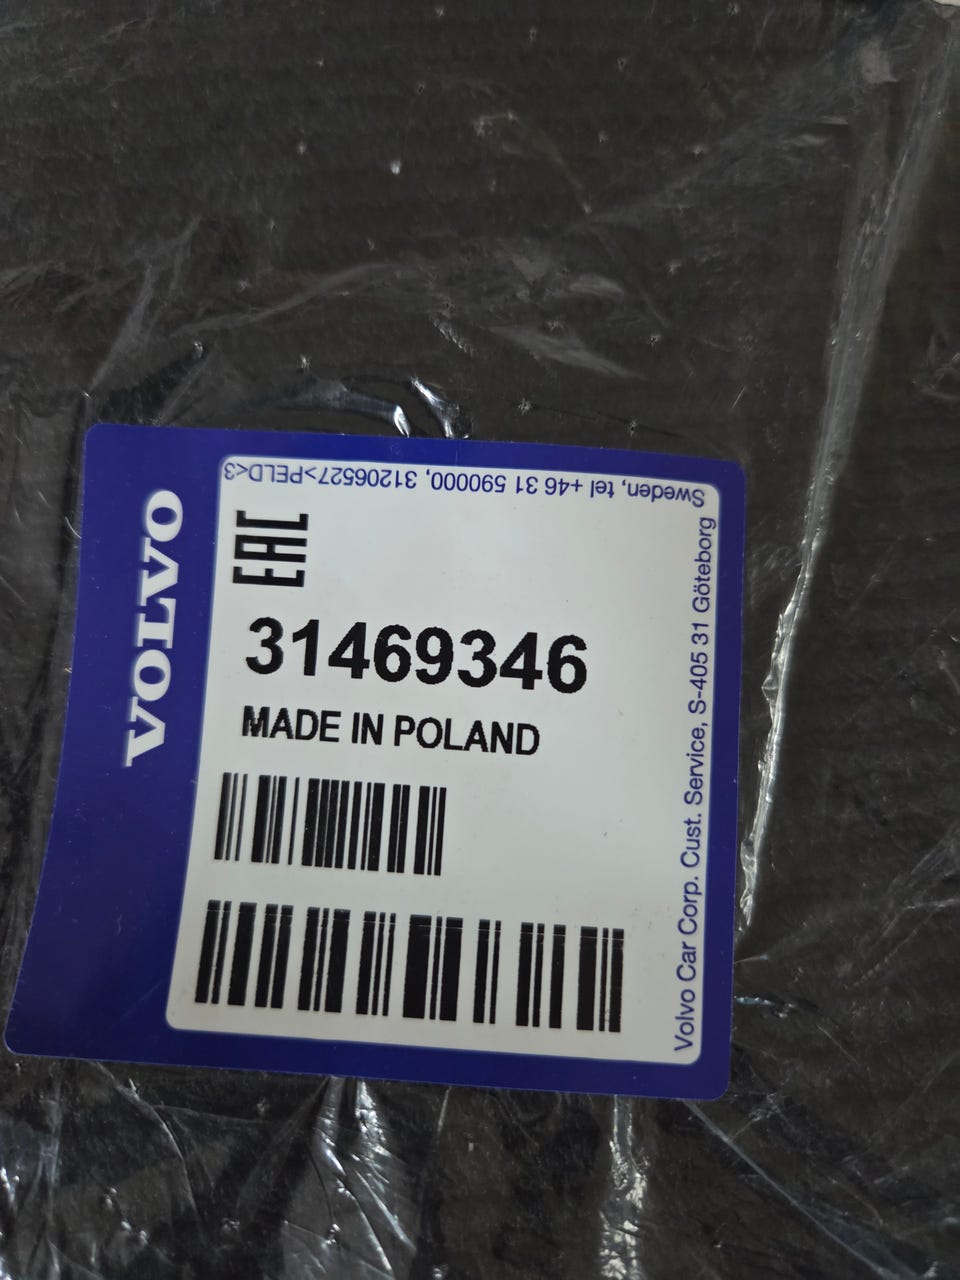 VOLVO
EAC
31469346
MADE IN POLAND
Volvo Car Corp. Cust. Service, S-405 31 Göteborg
Sweden, tel +46 31 590000, 31206527>PELD<3